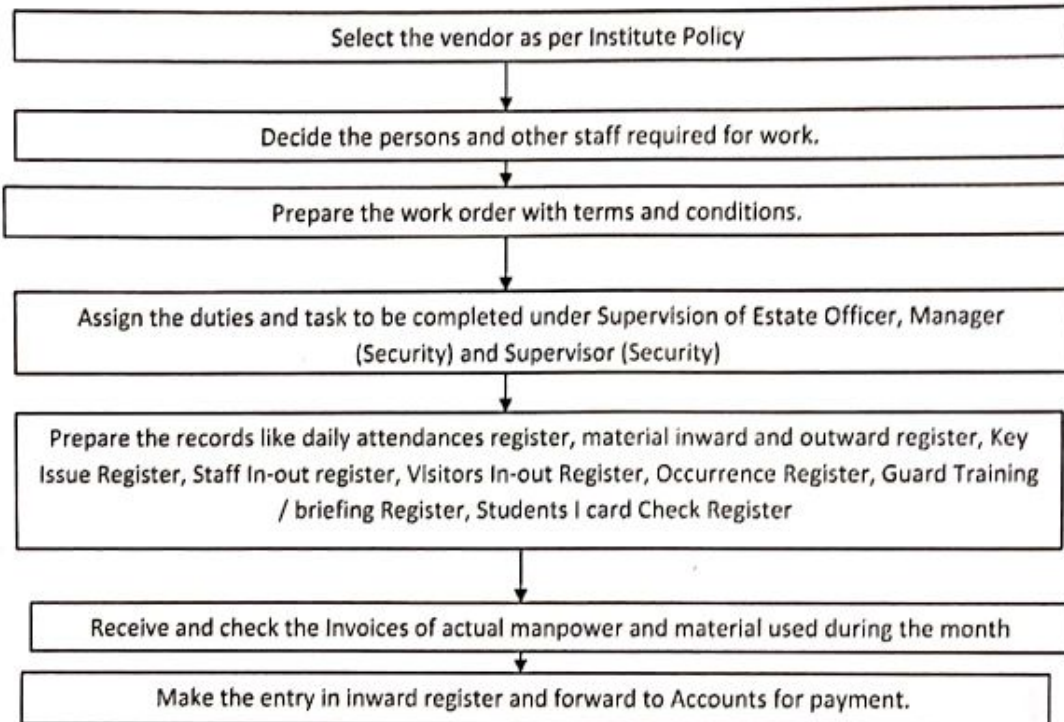 Select the vendor as per Institute Policy
Decide the persons and other staff required for work.
Prepare the work order with terms and conditions.
Assign the duties and task to be completed under Supervision of Estate Officer, Manager
(Security) and Supervisor (Security)
Prepare the records like daily attendances register, material inward and outward register, Key
Issue Register, Staff In-out register, Visitors In-out Register, Occurrence Register, Guard Training
/ briefing Register, Students I card Check Register
Receive and check the Invoices of actual manpower and material used during the month
Make the entry in inward register and forward to Accounts for payment.